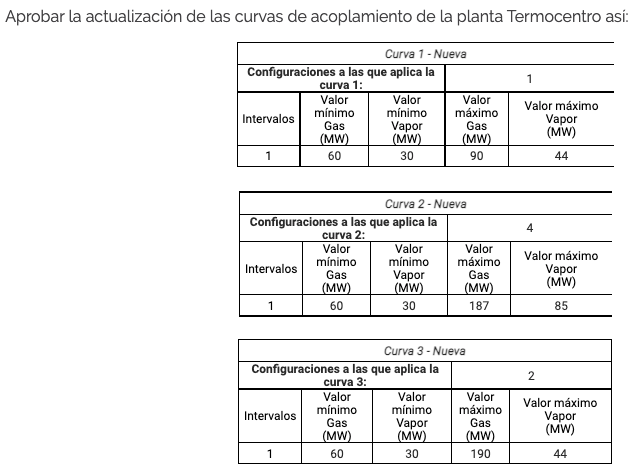 Aprobar la actualización de las curvas de acoplamiento de la planta Termocentro así:
Curva 1 - Nueva
Configuraciones a las que aplica la curva 1: 1
Intervalos Valor mínimo Gas (MW) Valor mínimo Vapor (MW) Valor máximo Gas (MW) Valor máximo Vapor (MW)
1 60 30 90 44
Curva 2 - Nueva
Configuraciones a las que aplica la curva 2: 4
Intervalos Valor mínimo Gas (MW) Valor mínimo Vapor (MW) Valor máximo Gas (MW) Valor máximo Vapor (MW)
1 60 30 187 85
Curva 3 - Nueva
Configuraciones a las que aplica la curva 3: 2
Intervalos Valor mínimo Gas (MW) Valor mínimo Vapor (MW) Valor máximo Gas (MW) Valor máximo Vapor (MW)
1 60 30 190 44